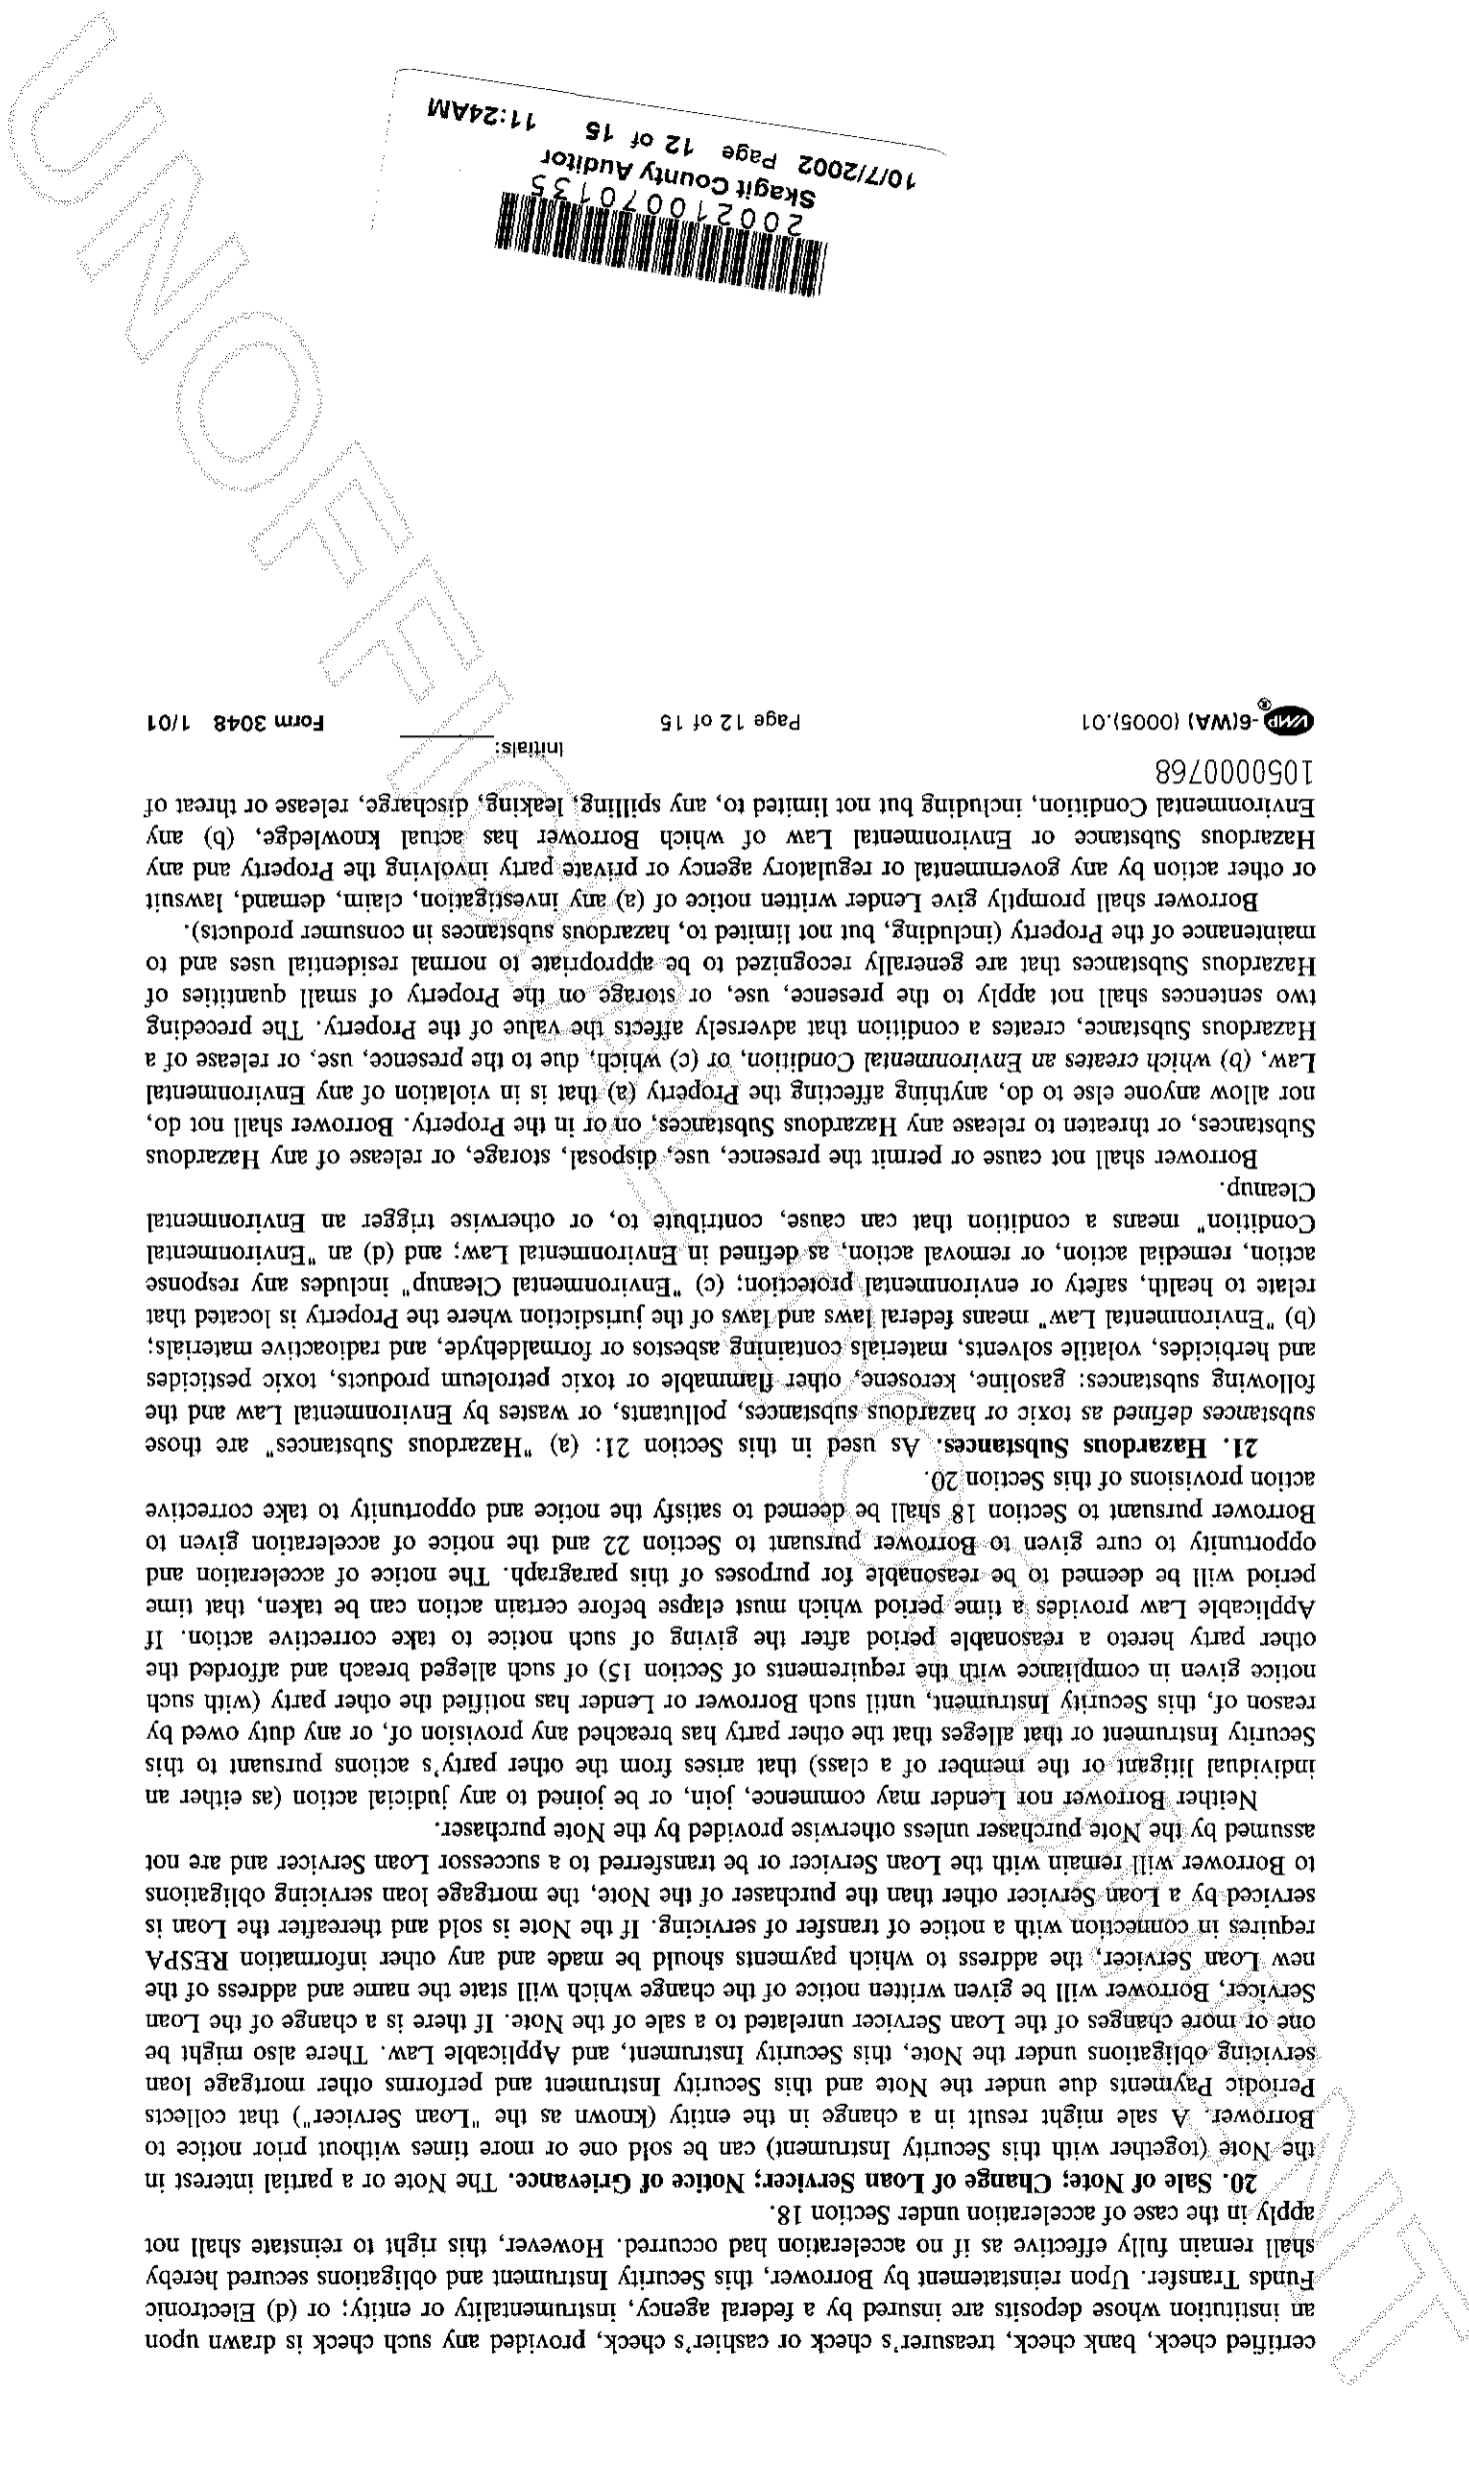 certified check, bank check, treasurer's check or cashier's check, provided any such check is drawn upon
an institution whose deposits are insured by a federal agency, instrumentality or entity; or (d) Electronic
Funds Transfer. Upon reinstatement by Borrower, this Security Instrument and obligations secured hereby
shall remain fully effective as if no acceleration had occurred. However, this right to reinstate shall not
apply in the case of acceleration under Section 18.
20. Sale of Note; Change of Loan Servicer; Notice of Grievance. The Note or a partial interest in
the Note (together with this Security Instrument) can be sold one or more times without prior notice to
Borrower. A sale might result in a change in the entity (known as the "Loan Servicer") that collects
Periodic Payments due under the Note and this Security Instrument and performs other mortgage loan
servicing obligations under the Note, this Security Instrument, and Applicable Law. There also might be
one or more changes of the Loan Servicer unrelated to a sale of the Note. If there is a change of the Loan
Servicer, Borrower will be given written notice of the change which will state the name and address of the
new Loan Servicer, the address to which payments should be made and any other information RESPA
requires in connection with a notice of transfer of servicing. If the Note is sold and thereafter the Loan is
serviced by a Loan Servicer other than the purchaser of the Note, the mortgage loan servicing obligations
to Borrower will remain with the Loan Servicer or be transferred to a successor Loan Servicer and are not
assumed by the Note purchaser unless otherwise provided by the Note purchaser.
Neither Borrower nor Lender may commence, join, or be joined to any judicial action (as either an
individual litigant or the member of a class) that arises from the other party's actions pursuant to this
Security Instrument or that alleges that the other party has breached any provision of, or any duty owed by
reason of, this Security Instrument, until such Borrower or Lender has notified the other party (with such
notice given in compliance with the requirements of Section 15) of such alleged breach and afforded the
other party hereto a reasonable period after the giving of such notice to take corrective action. If
Applicable Law provides a time period which must elapse before certain action can be taken, that time
period will be deemed to be reasonable for purposes of this paragraph. The notice of acceleration and
opportunity to cure given to Borrower pursuant to Section 22 and the notice of acceleration given to
Borrower pursuant to Section 18 shall be deemed to satisfy the notice and opportunity to take corrective
action provisions of this Section 20.
21. Hazardous Substances. As used in this Section 21: (a) "Hazardous Substances" are those
substances defined as toxic or hazardous substances, pollutants, or wastes by Environmental Law and the
following substances: gasoline, kerosene, other flammable or toxic petroleum products, toxic pesticides
and herbicides, volatile solvents, materials containing asbestos or formaldehyde, and radioactive materials;
(b) "Environmental Law" means federal laws and laws of the jurisdiction where the Property is located that
relate to health, safety or environmental protection; (c) "Environmental Cleanup" includes any response
action, remedial action, or removal action, as defined in Environmental Law; and (d) an "Environmental
Condition" means a condition that can cause, contribute to, or otherwise trigger an Environmental
Cleanup.
Borrower shall not cause or permit the presence, use, disposal, storage, or release of any Hazardous
Substances, or threaten to release any Hazardous Substances, on or in the Property. Borrower shall not do,
nor allow anyone else to do, anything affecting the Property (a) that is in violation of any Environmental
Law, (b) which creates an Environmental Condition, or (c) which, due to the presence, use, or release of a
Hazardous Substance, creates a condition that adversely affects the value of the Property. The preceding
two sentences shall not apply to the presence, use, or storage on the Property of small quantities of
Hazardous Substances that are generally recognized to be appropriate to normal residential uses and to
maintenance of the Property (including, but not limited to, hazardous substances in consumer products).
Borrower shall promptly give Lender written notice of (a) any investigation, claim, demand, lawsuit
or other action by any governmental or regulatory agency or private party involving the Property and any
Hazardous Substance or Environmental Law of which Borrower has actual knowledge, (b) any
Environmental Condition, including but not limited to, any spilling, leaking, discharge, release or threat of
1050000768
Initials:
VMP®-6(WA) (0005).01 Page 12 of 15 Form 3048 1/01
200210070135
Skagit County Auditor
10/7/2002 Page 12 of 15 11:24AM
UNOFFICIAL DOCUMENT